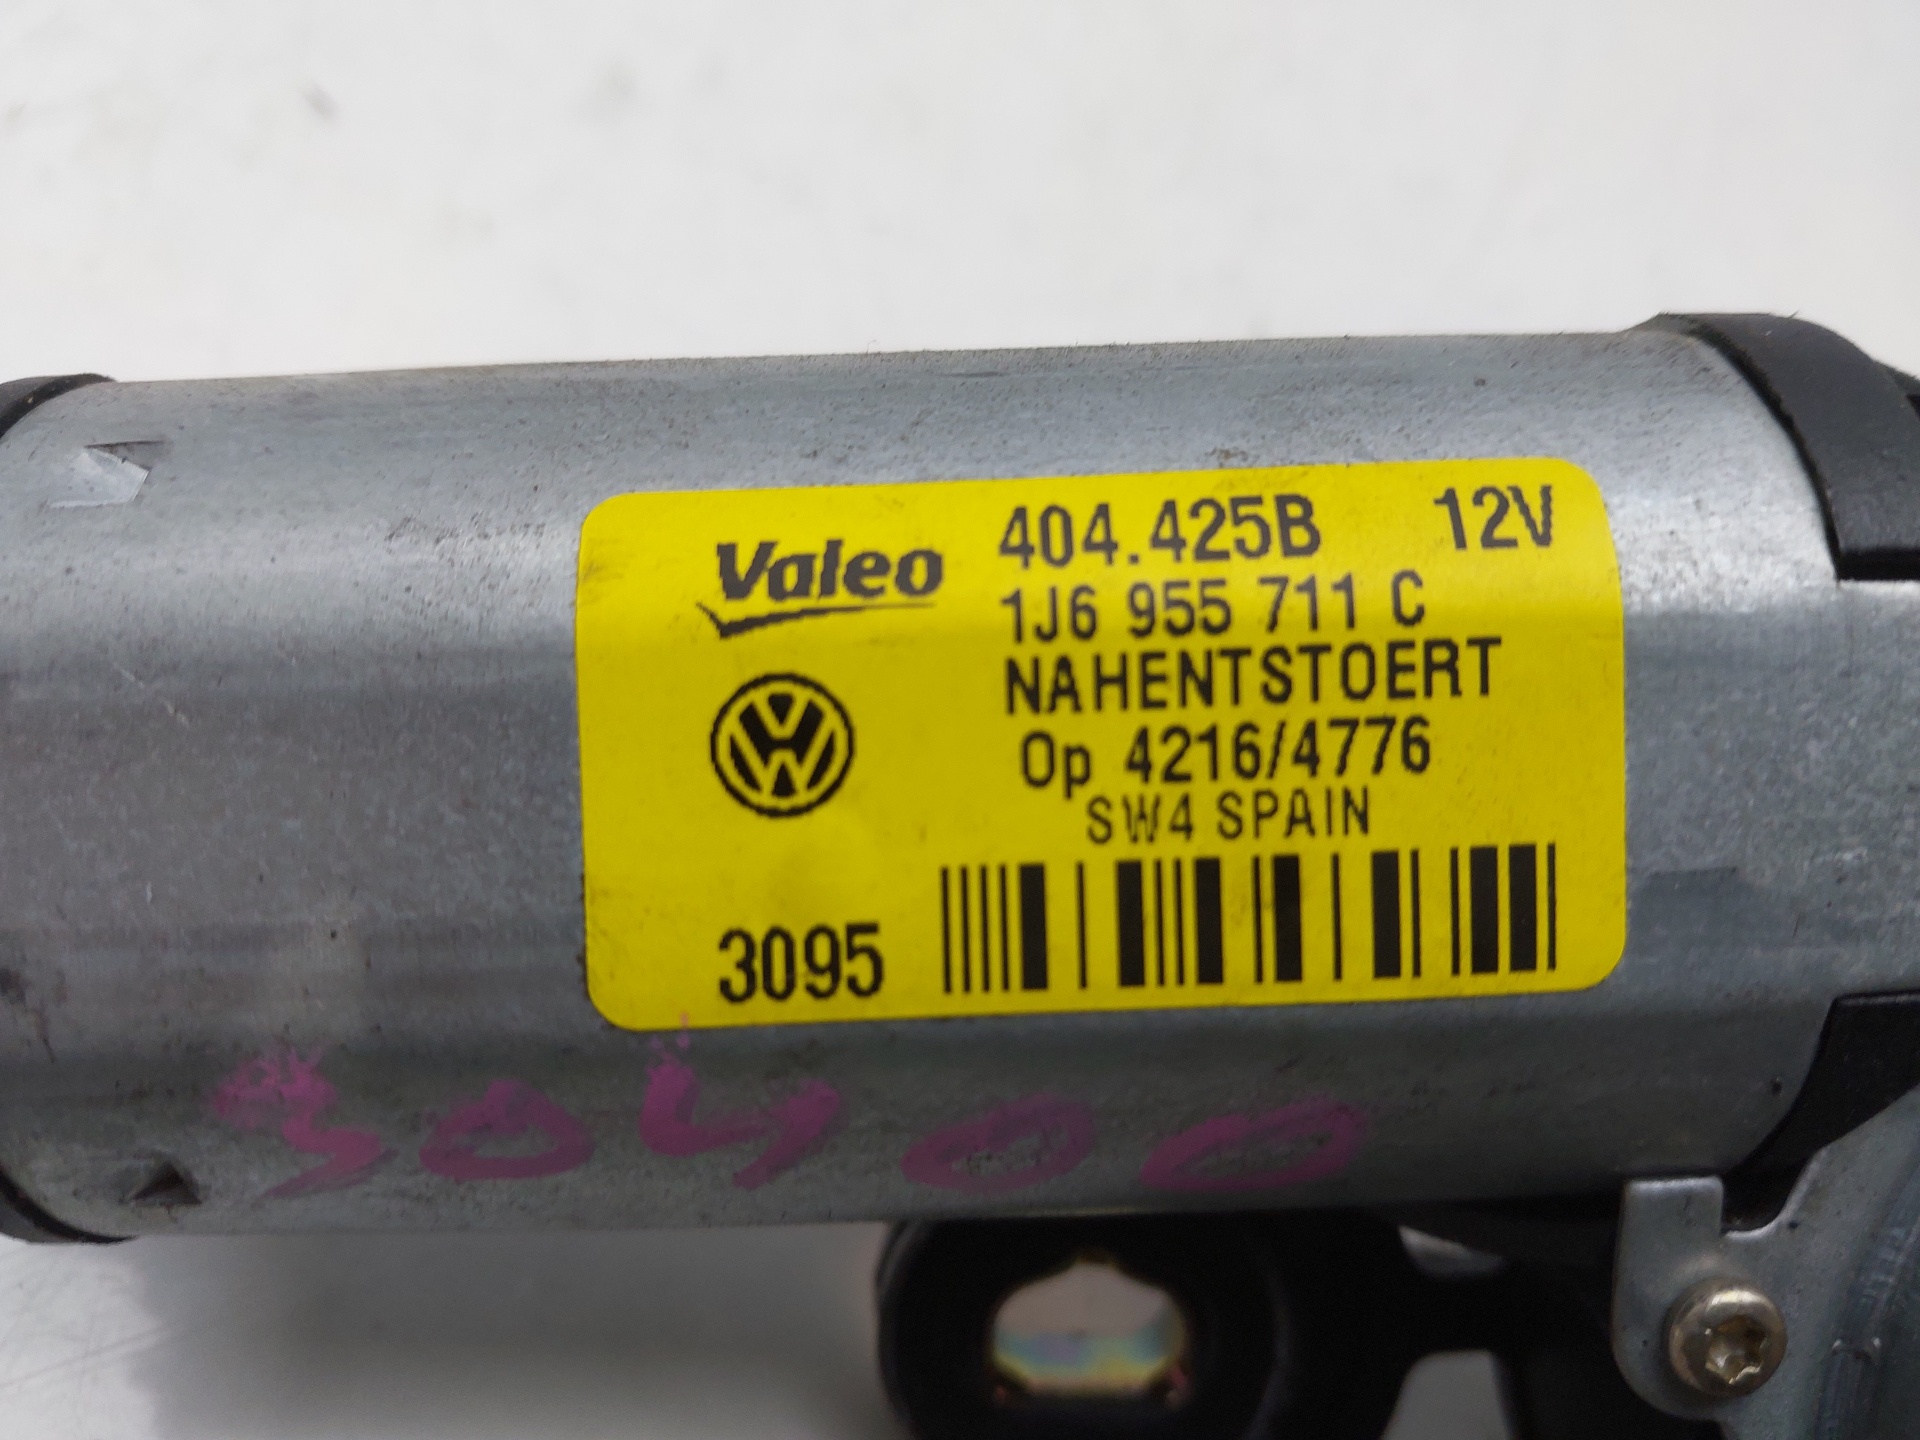 Valeo 404.425B 12V
1J6 955 711 C
NAHENTSTOERT
Op 4216/4776
SW4 SPAIN
3095
30400